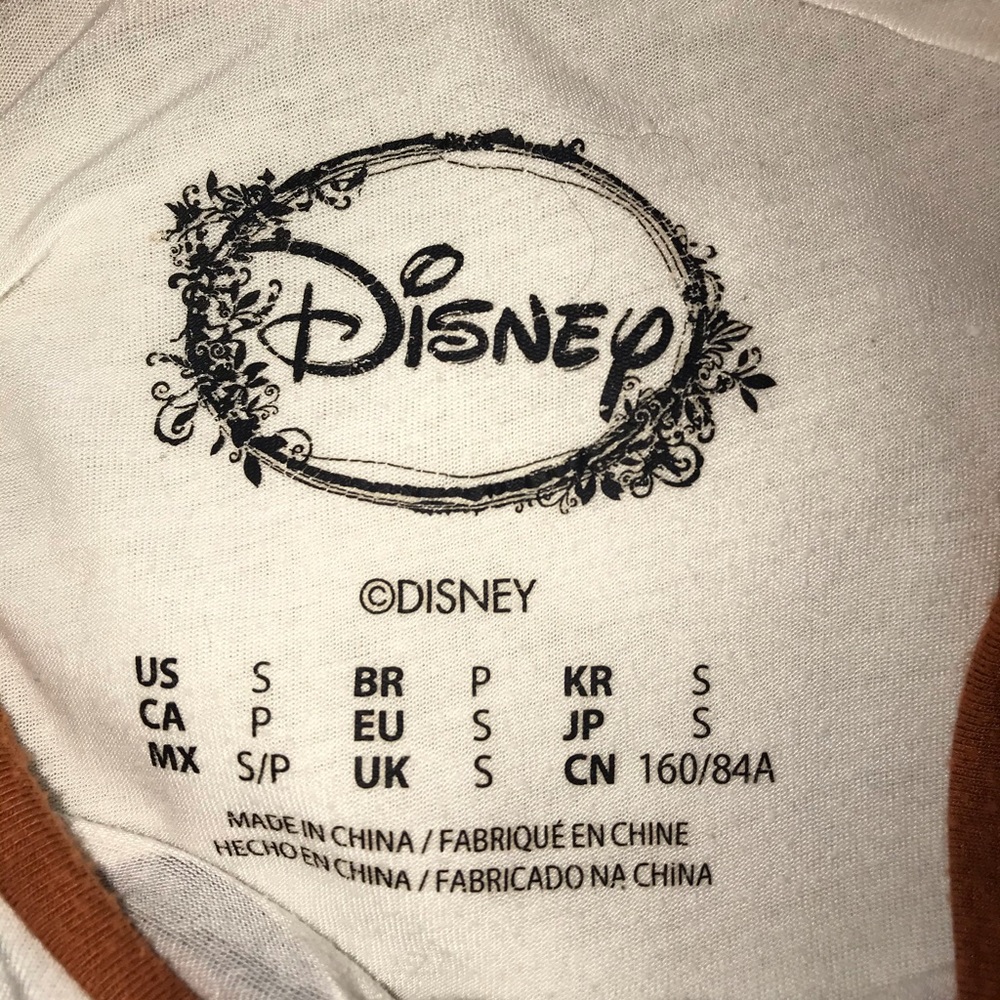 DISNEY
©DISNEY
US S BR P KR S
CA P EU S JP S
MX S/P UK S CN 160/84A
MADE IN CHINA / FABRIQUÉ EN CHINE
HECHO EN CHINA / FABRICADO NA CHINA